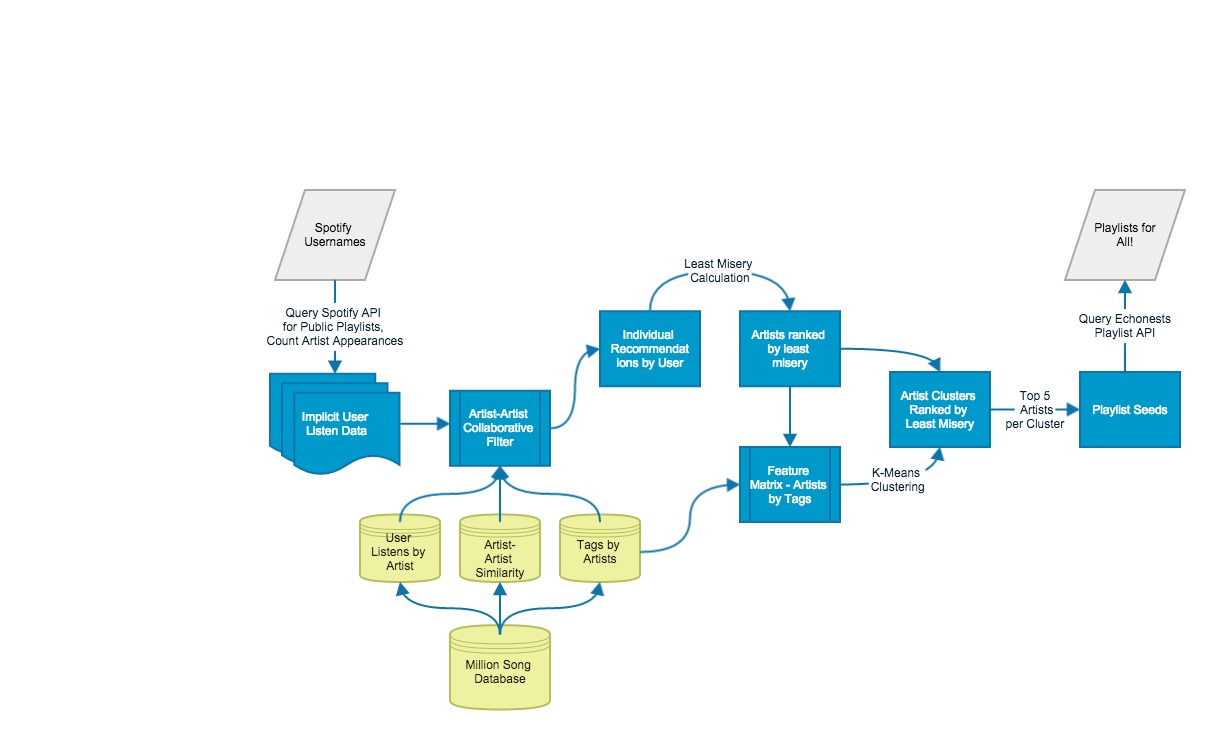 Spotify
Usernames
Playlists for
All!
Least Misery
Calculation
Query Spotify API
for Public Playlists,
Count Artist Appearances
Query Echonests
Playlist API
Individual
Recommendat
ions by User
Artists ranked
by least
misery
Implicit User
Listen Data
Artist-Artist
Collaborative
Filter
Artist Clusters
Ranked by
Least Misery
Top 5
Artists
per Cluster
Playlist Seeds
Feature
Matrix - Artists
by Tags
K-Means
Clustering
User
Listens by
Artist
Artist-
Artist
Similarity
Tags by
Artists
Million Song
Database